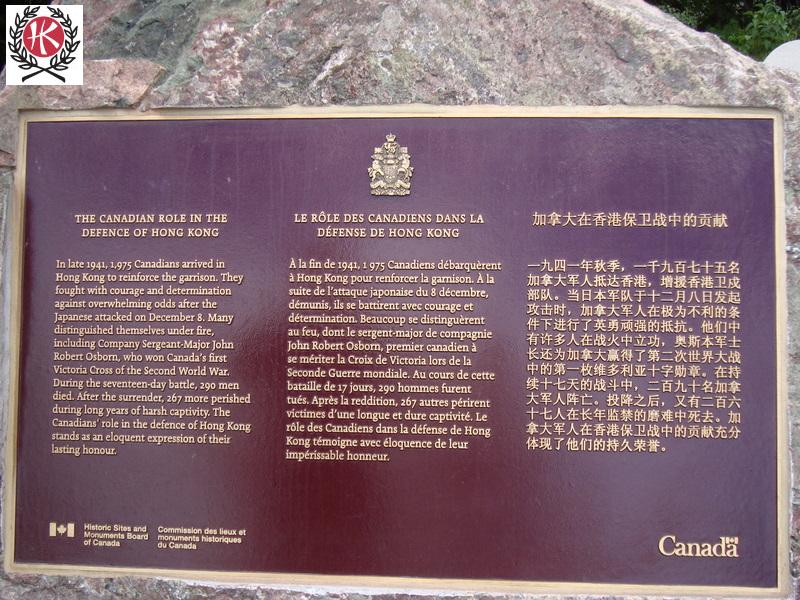 HK
THE CANADIAN ROLE IN THE
DEFENCE OF HONG KONG
In late 1941, 1,975 Canadians arrived in
Hong Kong to reinforce the garrison. They
fought with courage and determination
against overwhelming odds after the
Japanese attacked on December 8. Many
distinguished themselves under fire,
including Company Sergeant-Major John
Robert Osborn, who won Canada's first
Victoria Cross of the Second World War.
During the seventeen-day battle, 290 men
died. After the surrender, 267 more perished
during long years of harsh captivity. The
Canadians' role in the defence of Hong Kong
stands as an eloquent expression of their
lasting honour.
LE RÔLE DES CANADIENS DANS LA
DÉFENSE DE HONG KONG
À la fin de 1941, 1 975 Canadiens débarquèrent
à Hong Kong pour renforcer la garnison. À la
suite de l'attaque japonaise du 8 décembre,
démunis, ils se battirent avec courage et
détermination. Beaucoup se distinguèrent
au feu, dont le sergent-major de compagnie
John Robert Osborn, premier canadien à
se mériter la Croix de Victoria lors de la
Seconde Guerre mondiale. Au cours de cette
bataille de 17 jours, 290 hommes furent
tués. Après la reddition, 267 autres périrent
victimes d'une longue et dure captivité. Le
rôle des Canadiens dans la défense de Hong
Kong témoigne avec éloquence de leur
impérissable honneur.
加拿大在香港保卫战中的贡献
一九四一年秋季，一千九百七十五名
加拿大军人抵达香港，增援香港卫戍
部队。当日本军队于十二月八日发起
攻击时，加拿大军人在极为不利的条
件下进行了英勇顽强的抵抗。他们中
有许多人在战火中立功，奥斯本军士
长还为加拿大赢得了第二次世界大战
中的第一枚维多利亚十字勋章。在持
续十七天的战斗中，二百九十名加拿
大军人阵亡。投降之后，又有二百六
十七人在长年监禁的磨难中死去。加
拿大军人在香港保卫战中的贡献充分
体现了他们的持久荣誉。
Historic Sites and
Monuments Board
of Canada
Commission des lieux et
monuments historiques
du Canada
Canada